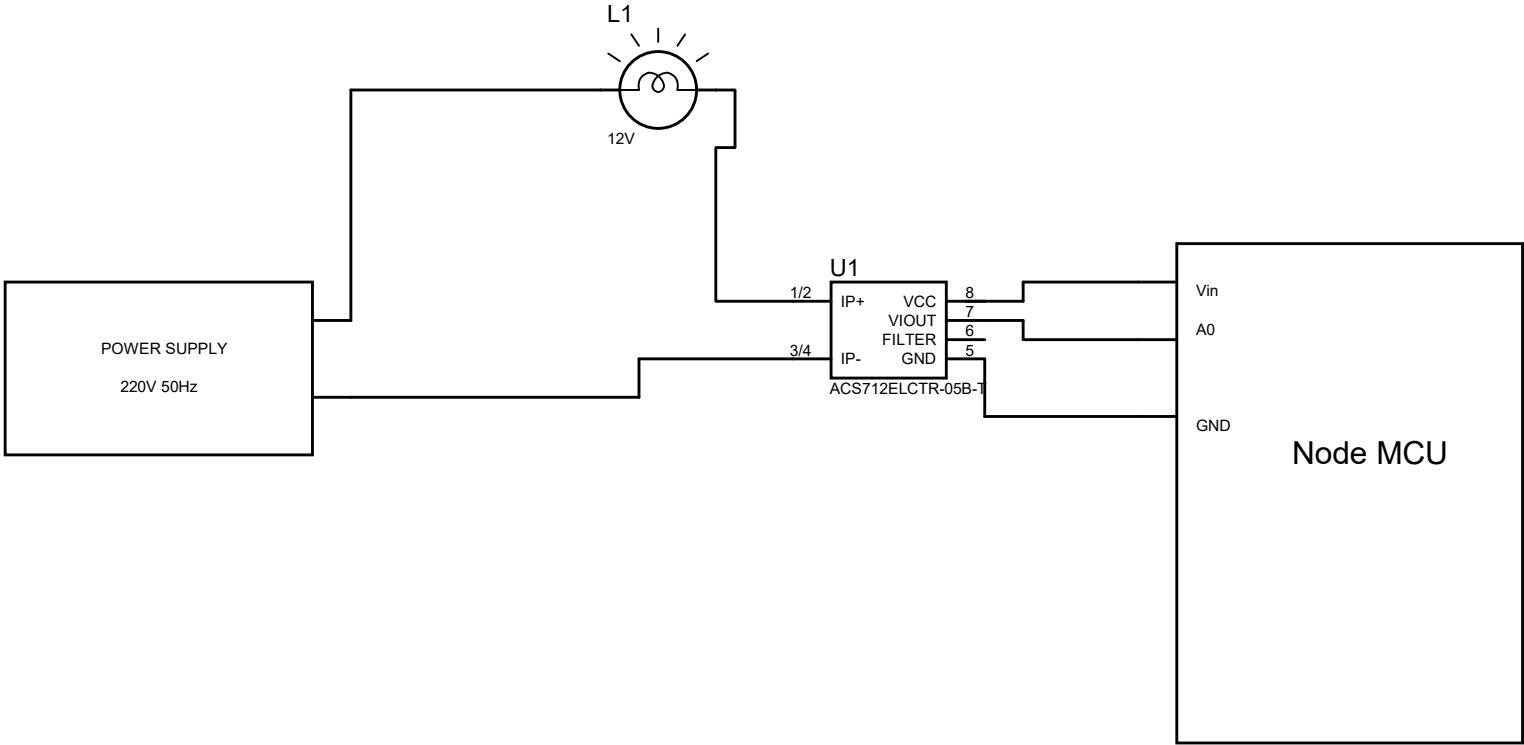 L1
12V
POWER SUPPLY
220V 50Hz
U1
1/2
IP+
VCC
8
VIOUT
7
FILTER
6
3/4
IP-
GND
5
ACS712ELCTR-05B-T
Vin
A0
GND
Node MCU